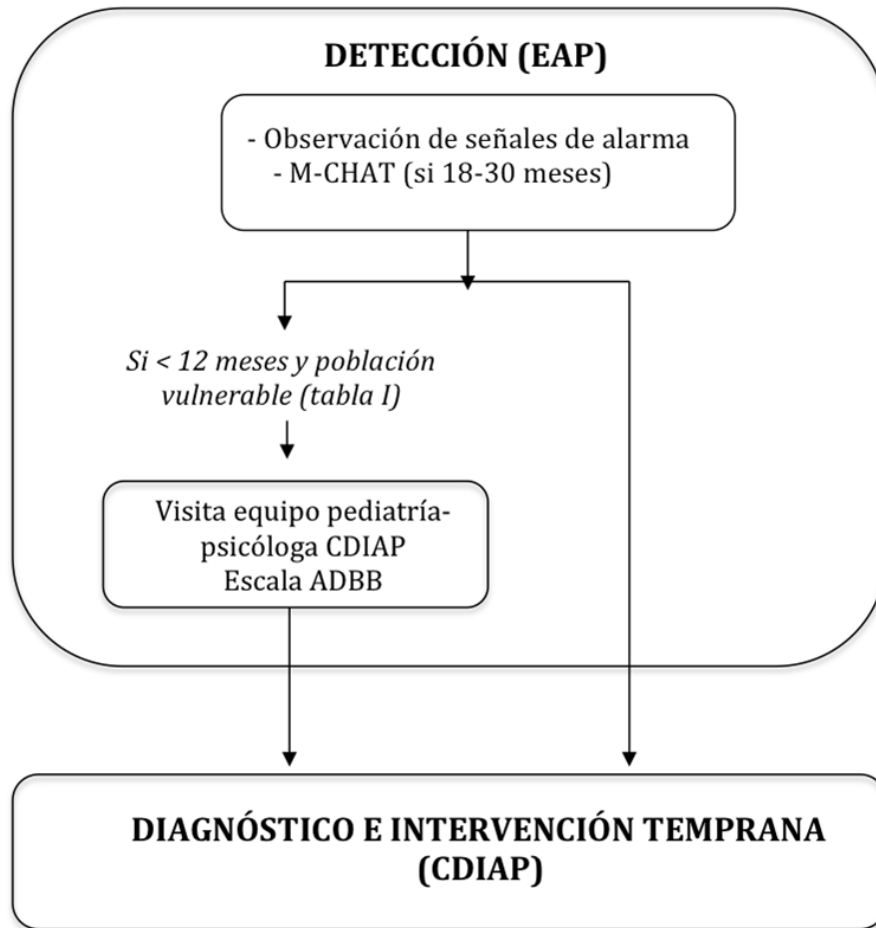 DETECCIÓN (EAP)
- Observación de señales de alarma
- M-CHAT (si 18-30 meses)
Si < 12 meses y población
vulnerable (tabla I)
Visita equipo pediatría-
psicóloga CDIAP
Escala ADBB
DIAGNÓSTICO E INTERVENCIÓN TEMPRANA
(CDIAP)